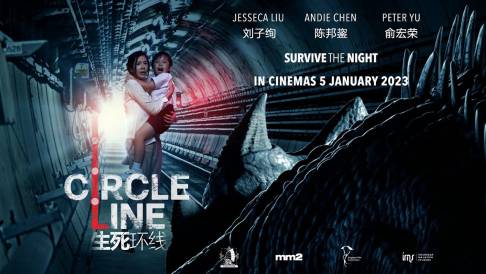 JESSECA LIU
刘子绚
ANDIE CHEN
陈邦鋆
PETER YU
俞宏荣
SURVIVE THE NIGHT
IN CINEMAS 5 JANUARY 2023
CIRCLE
LINE
生死环线
mm2